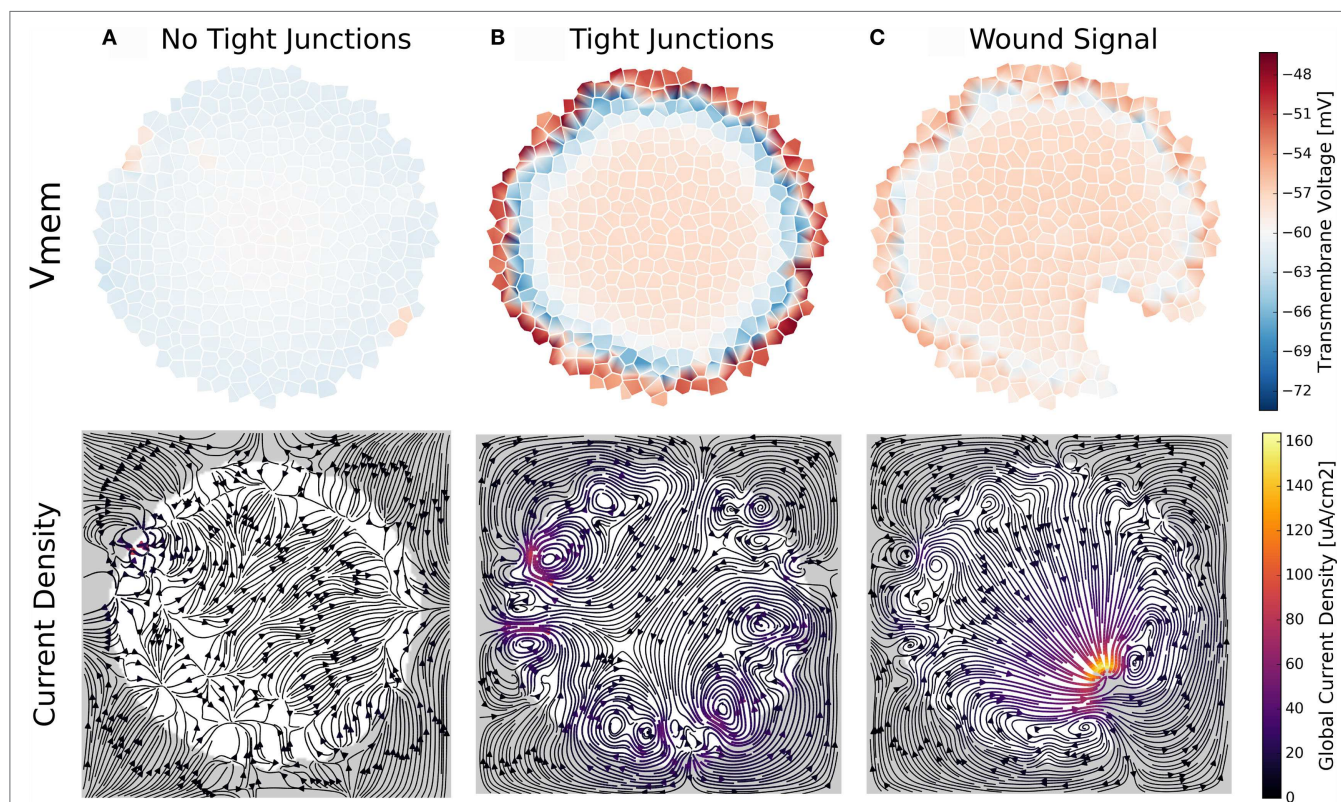 A No Tight Junctions
B Tight Junctions
C Wound Signal
Vmem
−48
−51
−54
−57
−60
−63
−66
−69
−72
Transmembrane Voltage [mV]
Current Density
160
140
120
100
80
60
40
20
0
Global Current Density [uA/cm2]